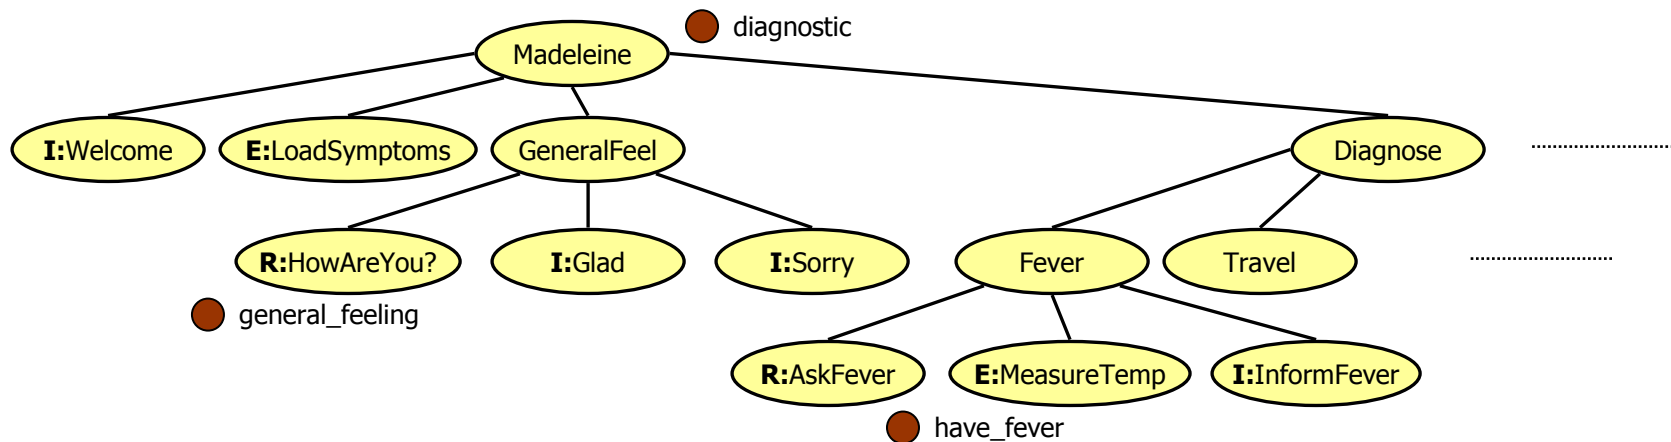 diagnostic
Madeleine
I:Welcome
E:LoadSymptoms
GeneralFeel
Diagnose
R:HowAreYou?
I:Glad
I:Sorry
Fever
Travel
general_feeling
R:AskFever
E:MeasureTemp
I:InformFever
have_fever